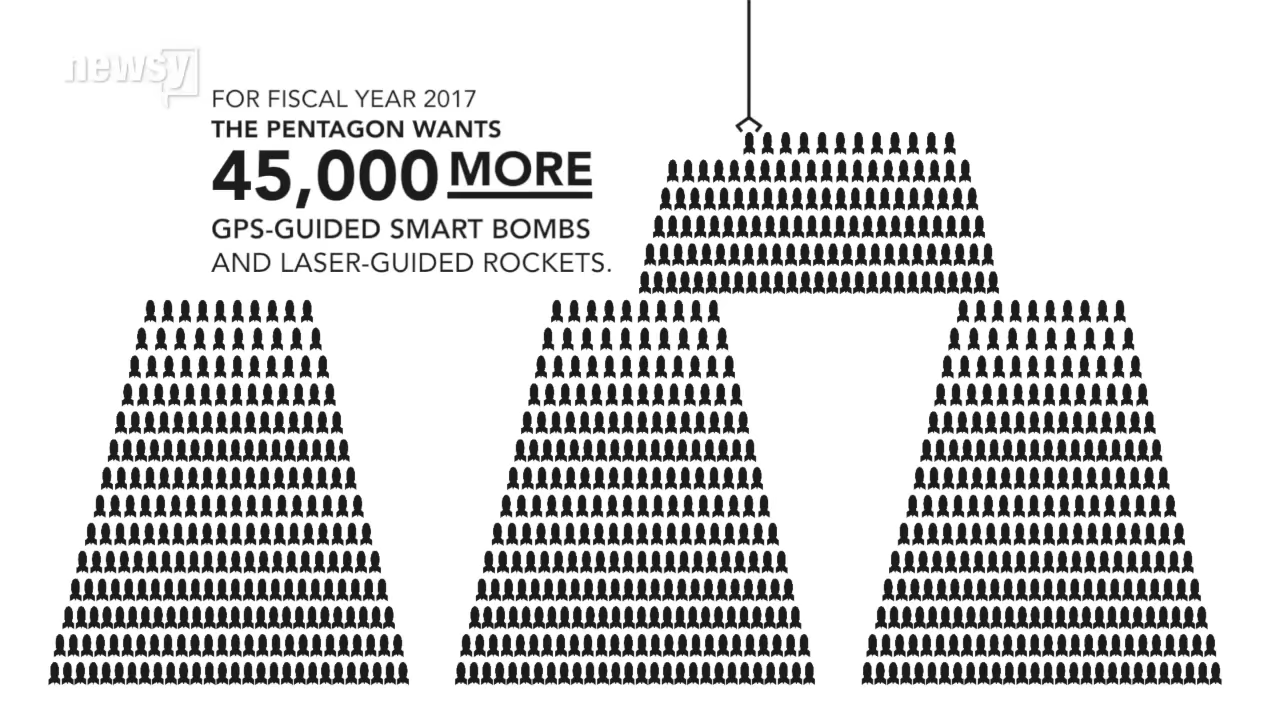 newsy
FOR FISCAL YEAR 2017
THE PENTAGON WANTS
45,000 MORE
GPS-GUIDED SMART BOMBS
AND LASER-GUIDED ROCKETS.